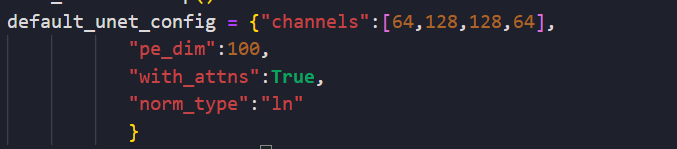 default_unet_config = {"channels":[64,128,128,64],
"pe_dim":100,
"with_attns":True,
"norm_type":"ln"
}